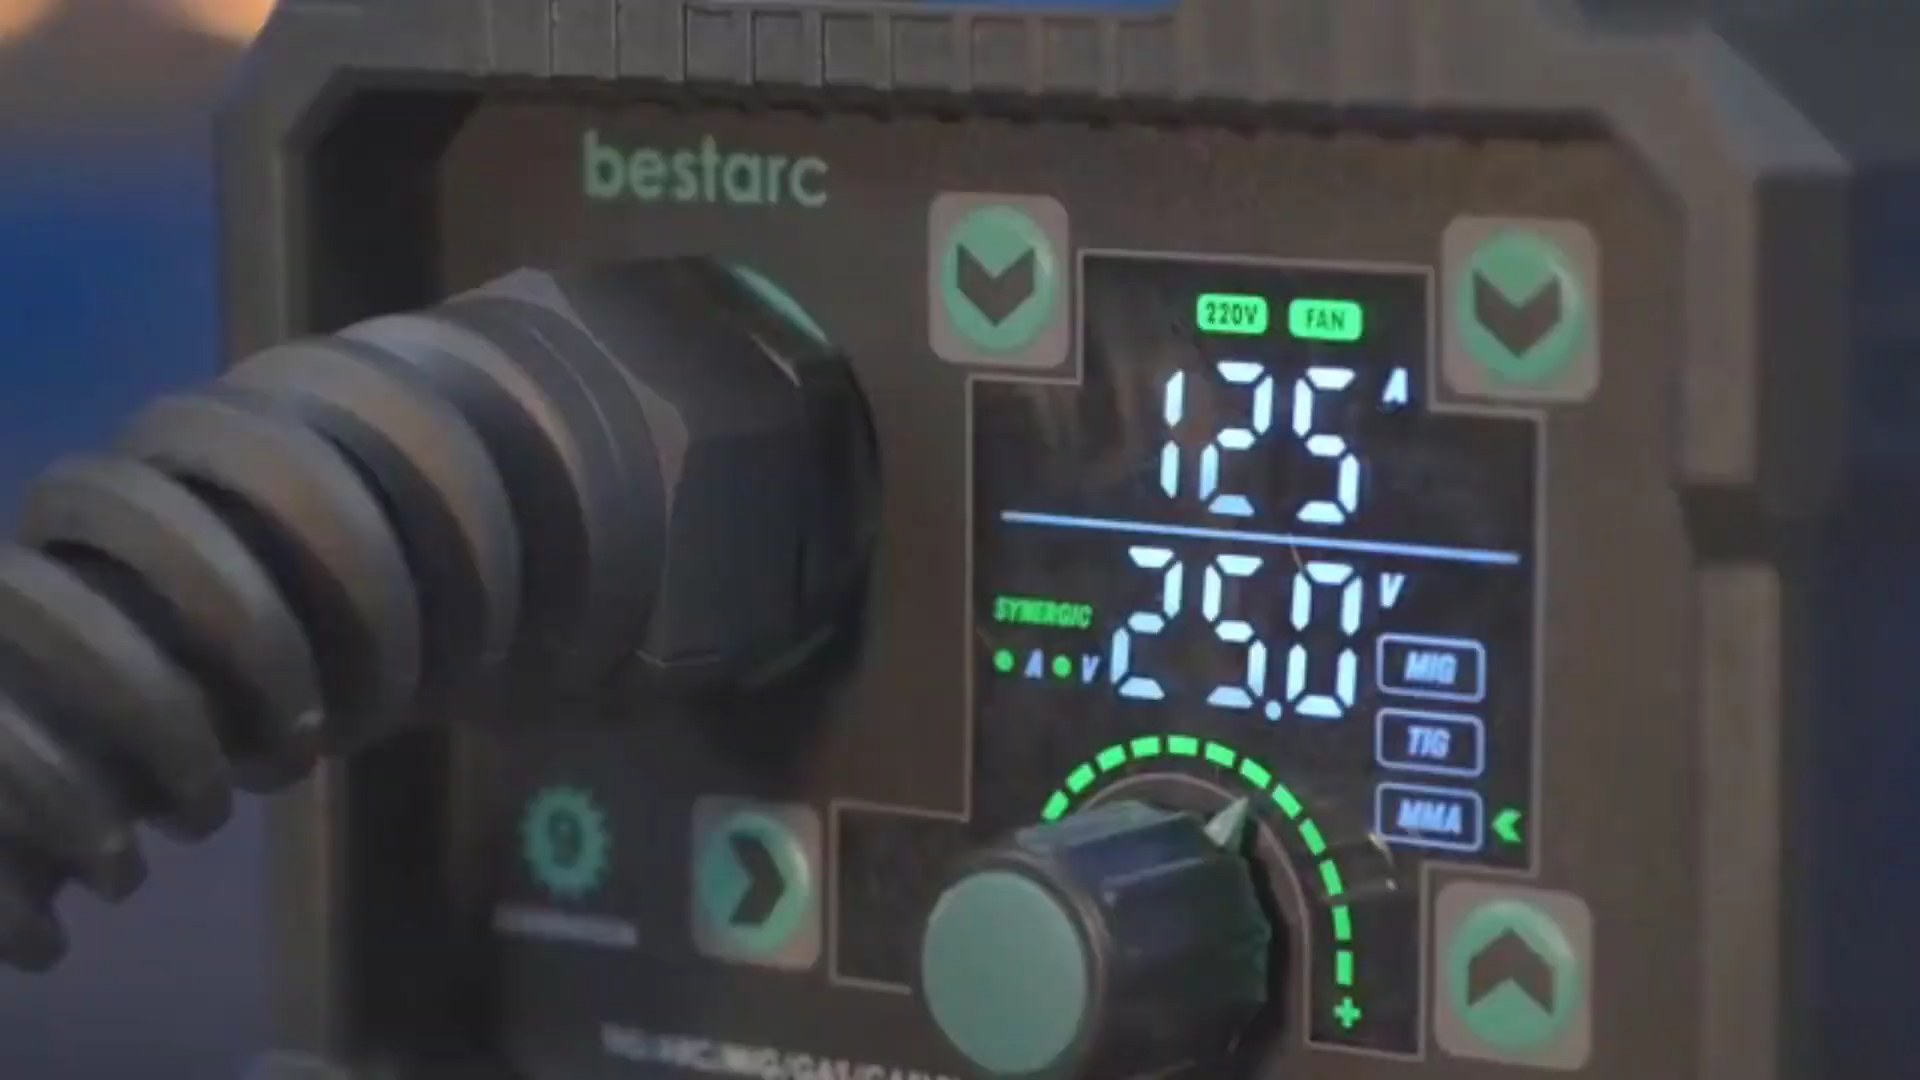 bestarc
220V FAN
125 A
25.0 V
SYNERGIC
A V
MIG
TIG
MMA
+